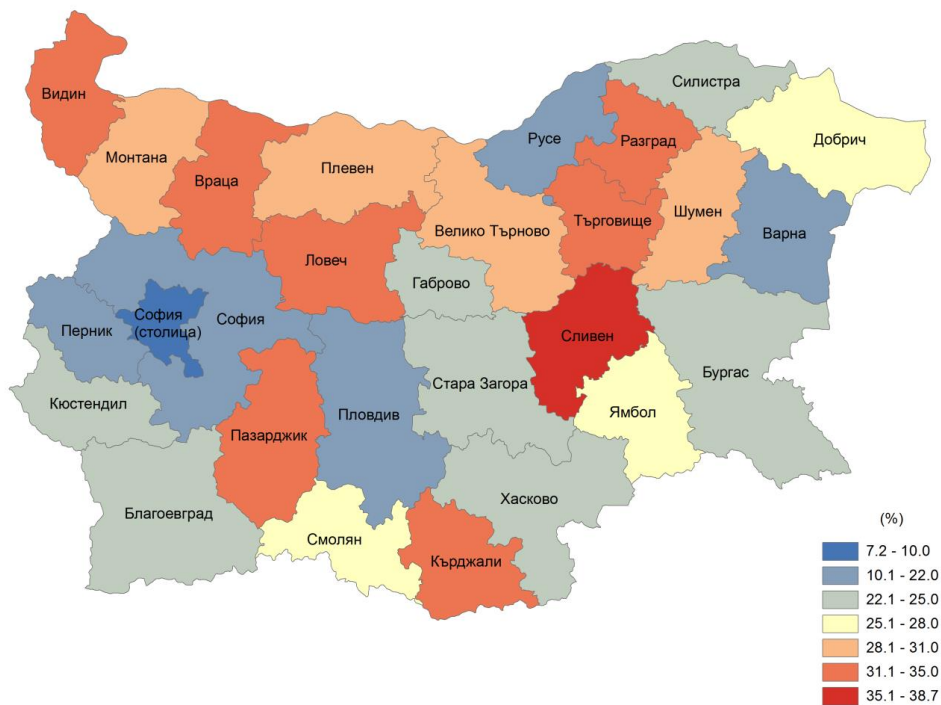 Видин
Монтана
Враца
Плевен
Ловеч
Велико Търново
Габрово
Русе
Разград
Търговище
Силистра
Добрич
Шумен
Варна
София
(столица)
София
Перник
Кюстендил
Благоевград
Пазарджик
Пловдив
Смолян
Стара Загора
Сливен
Ямбол
Бургас
Хасково
Кърджали
(%)
7.2 - 10.0
10.1 - 22.0
22.1 - 25.0
25.1 - 28.0
28.1 - 31.0
31.1 - 35.0
35.1 - 38.7